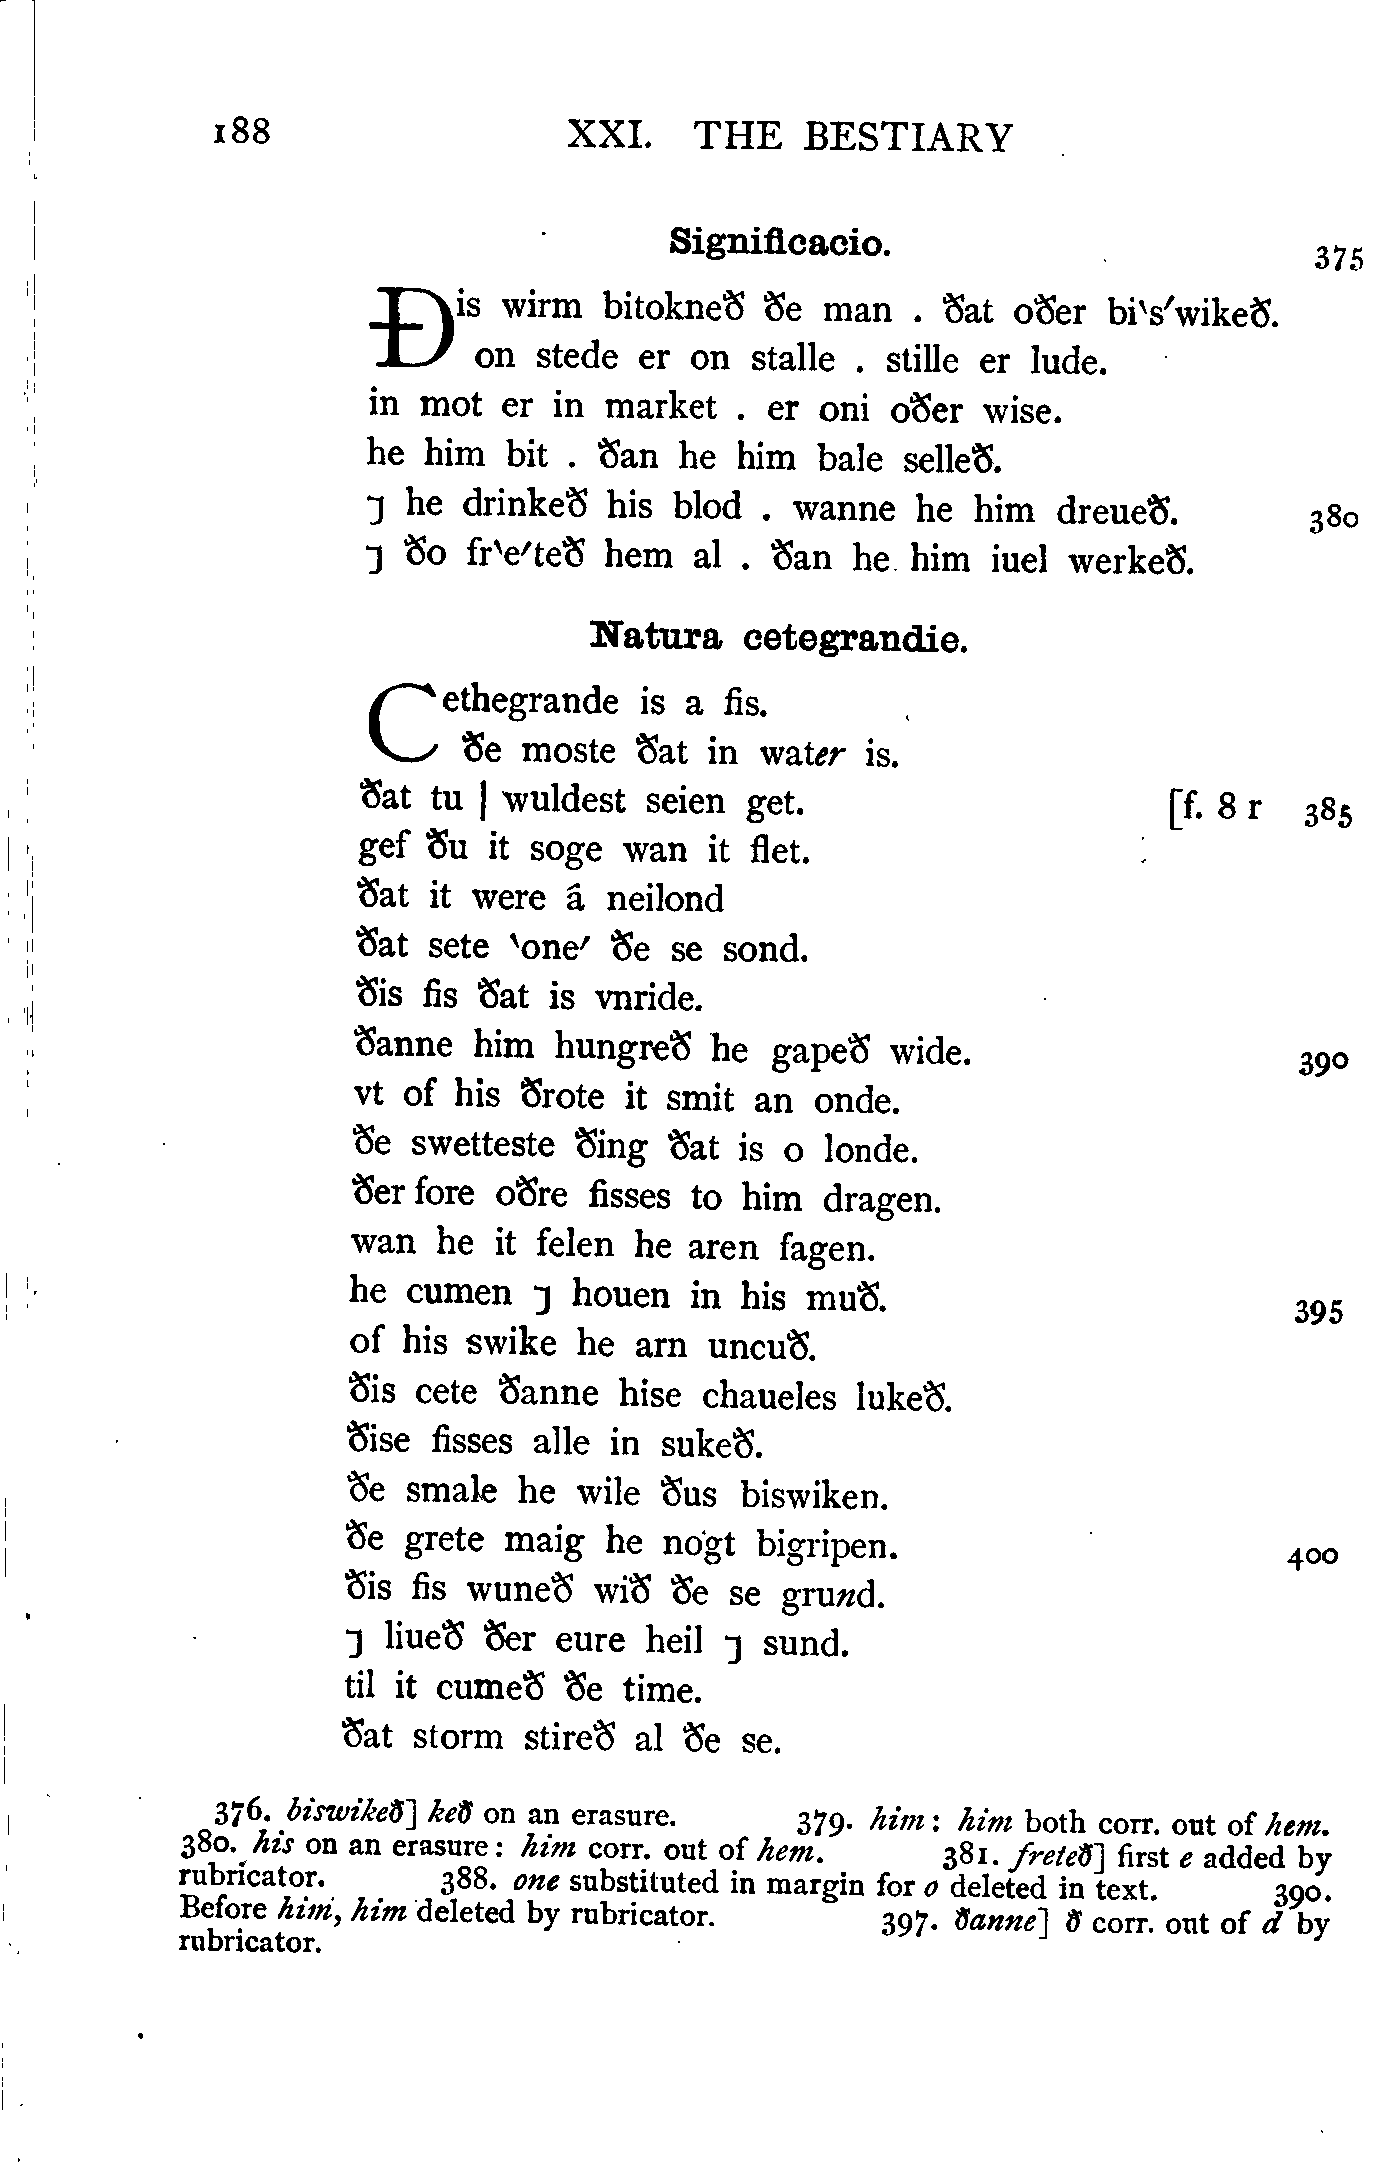 188 XXI. THE BESTIARY
Significacio. 375
Ðis wirm bitokneð ðe man . ðat oðer biˋsˊwikeð.
on stede er on stalle . stille er lude.
in mot er in market . er oni oðer wise.
he him bit . ðan he him bale selleð.
⁊ he drinkeð his blod . wanne he him dreueð. 380
⁊ ðo frˋeˊteð hem al . ðan he him iuel werkeð.
Natura cetegrandie.
Cethegrande is a fis.
ðe moste ðat in water is.
ðat tu | wuldest seien get. [f. 8 r 385
gef ðu it soge wan it flet.
ðat it were â neilond
ðat sete ˋoneˊ ðe se sond.
ðis fis ðat is vnride.
ðanne him hungreð he gapeð wide. 390
vt of his ðrote it smit an onde.
ðe swetteste ðing ðat is o londe.
ðer fore oðre fisses to him dragen.
wan he it felen he aren fagen.
he cumen ⁊ houen in his muð. 395
of his swike he arn uncuð.
ðis cete ðanne hise chaueles lukeð.
ðise fisses alle in sukeð.
ðe smale he wile ðus biswiken.
ðe grete maig he nogt bigripen. 400
ðis fis wuneð wið ðe se grund.
⁊ liueð ðer eure heil ⁊ sund.
til it cumeð ðe time.
ðat storm stireð al ðe se.
376. biswikeð] keð on an erasure. 379. him: him both corr. out of hem.
380. his on an erasure: him corr. out of hem. 381. freteð] first e added by
rubricator. 388. one substituted in margin for o deleted in text. 390.
Before him, him deleted by rubricator. 397. ðanne] ð corr. out of d by
rubricator.